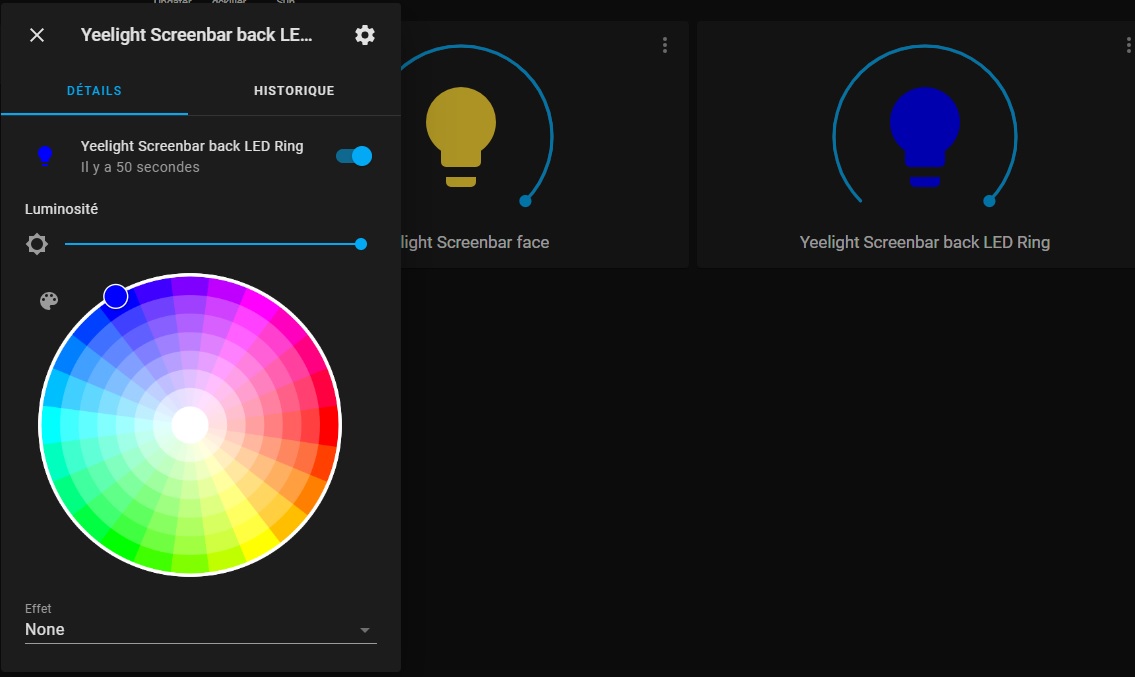 Yeelight Screenbar back LE...
DÉTAILS
HISTORIQUE
Yeelight Screenbar back LED Ring
Il y a 50 secondes
Luminosité
Effet
None
light Screenbar face
Yeelight Screenbar back LED Ring